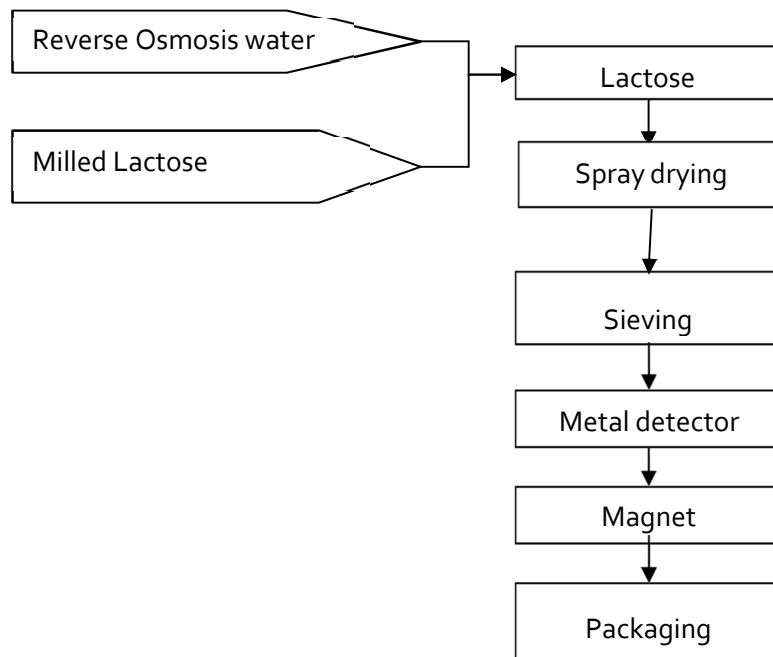 Reverse Osmosis water
Milled Lactose
Lactose
Spray drying
Sieving
Metal detector
Magnet
Packaging